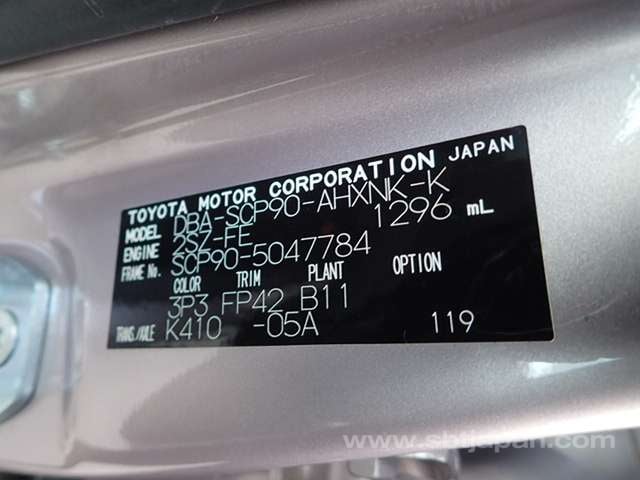 TOYOTA MOTOR CORPORATION JAPAN
MODEL DBA-SCP90-AHXNK-K
ENGINE 2SZ-FE 1296 mL
FRAME No. SCP90-5047784
COLOR TRIM PLANT OPTION
3P3 FP42 B11
TRANS./AXLE K410 -05A 119
www.sbtjapan.com